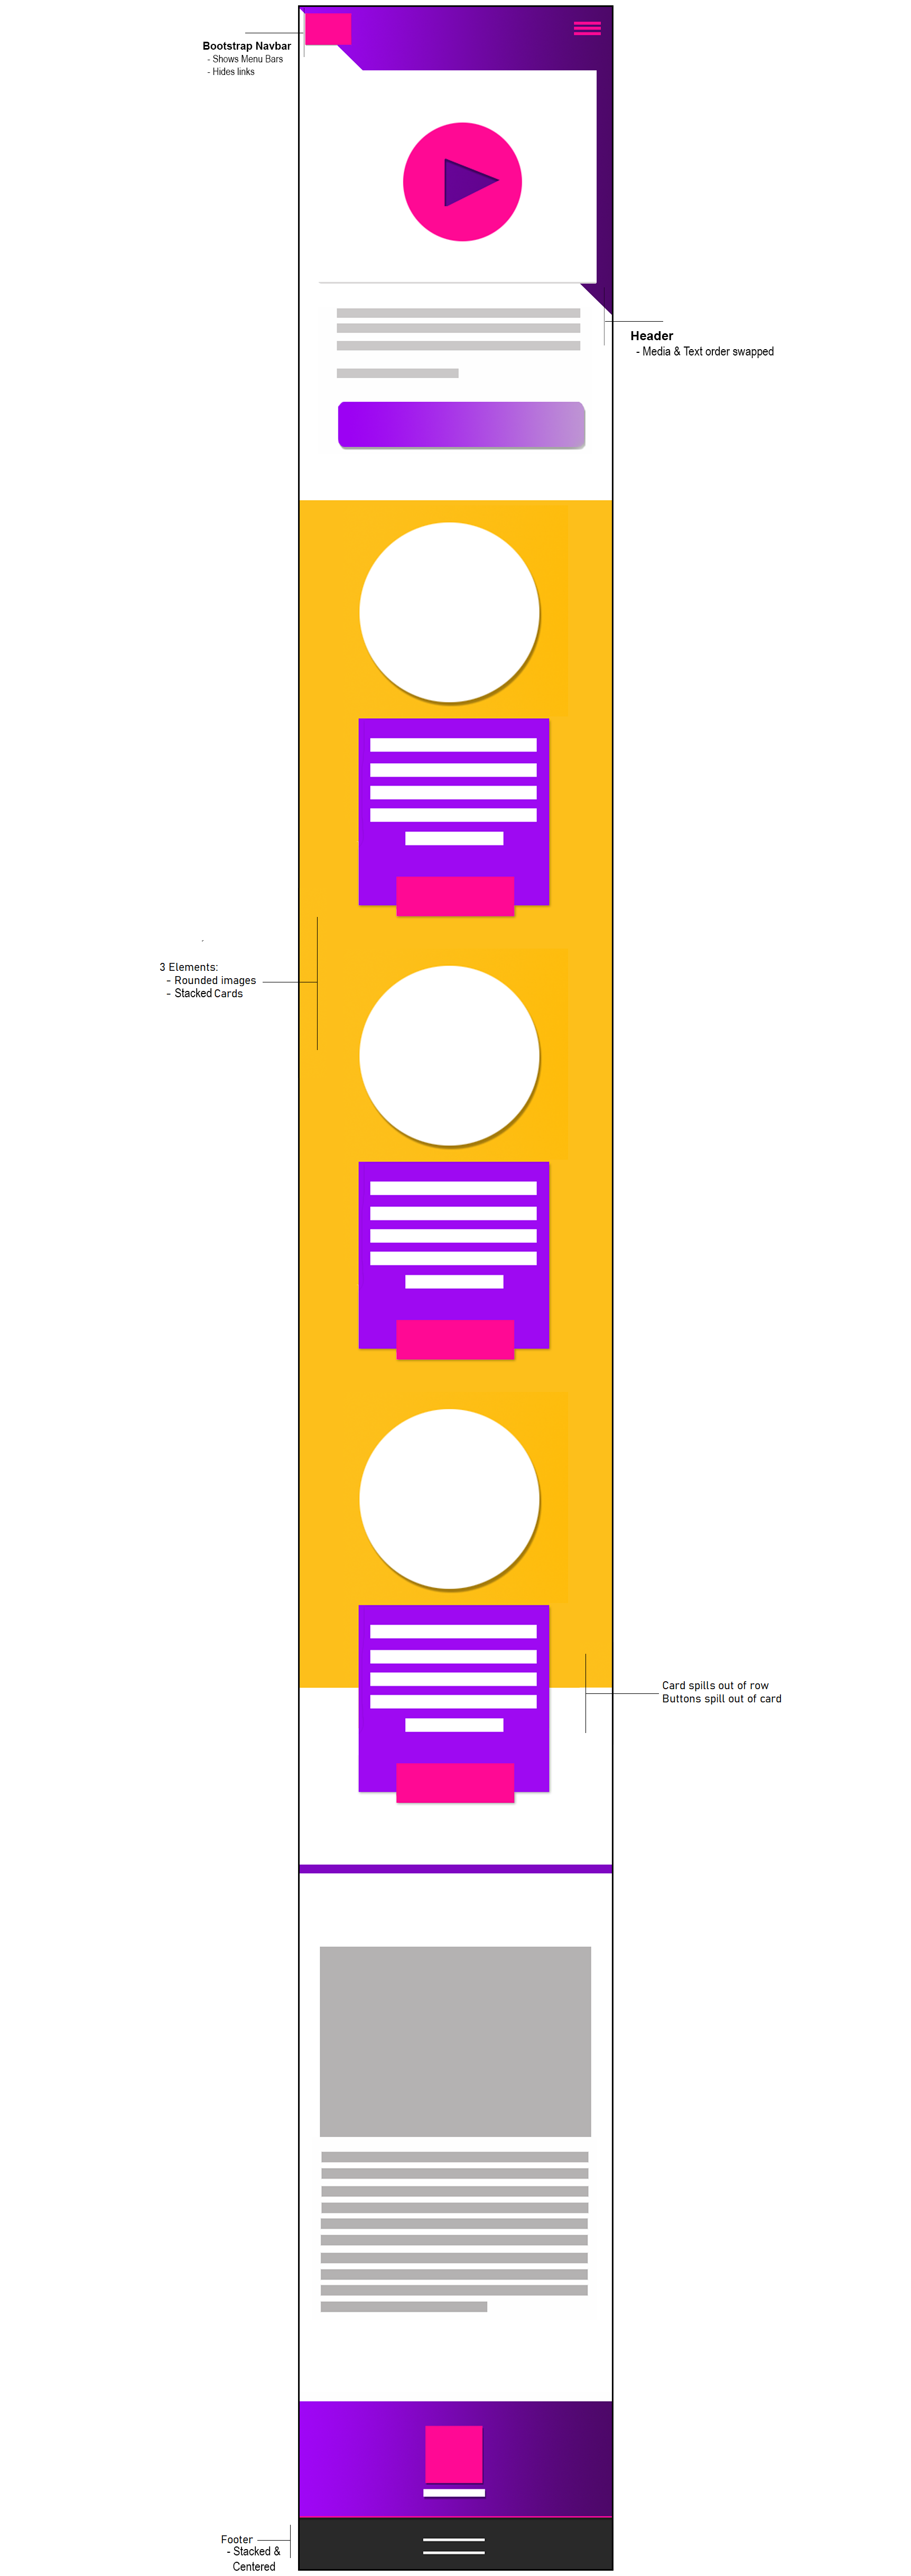 Bootstrap Navbar
- Shows Menu Bars
- Hides links
Header
- Media & Text order swapped
3 Elements:
- Rounded images
- Stacked Cards
Card spills out of row
Buttons spill out of card
Footer
- Stacked &
Centered